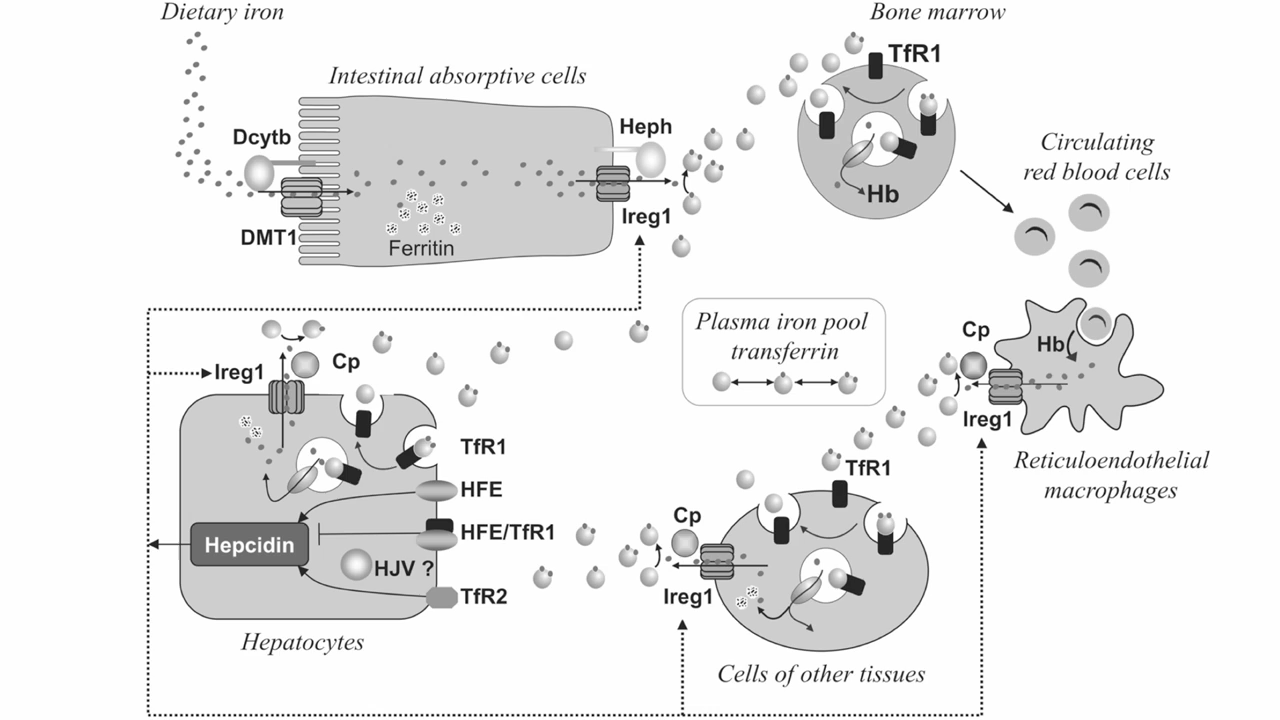 Dietary iron
Bone marrow
TfR1
Intestinal absorptive cells
Dcytb
Heph
Circulating
red blood cells
Hb
Ireg1
DMT1
Ferritin
Plasma iron pool
transferrin
Cp
Hb
Ireg1
Cp
Ireg1
Reticuloendothelial
macrophages
TfR1
TfR1
HFE
HFE/TfR1
Cp
Hepcidin
HJV ?
TfR2
Ireg1
Hepatocytes
Cells of other tissues